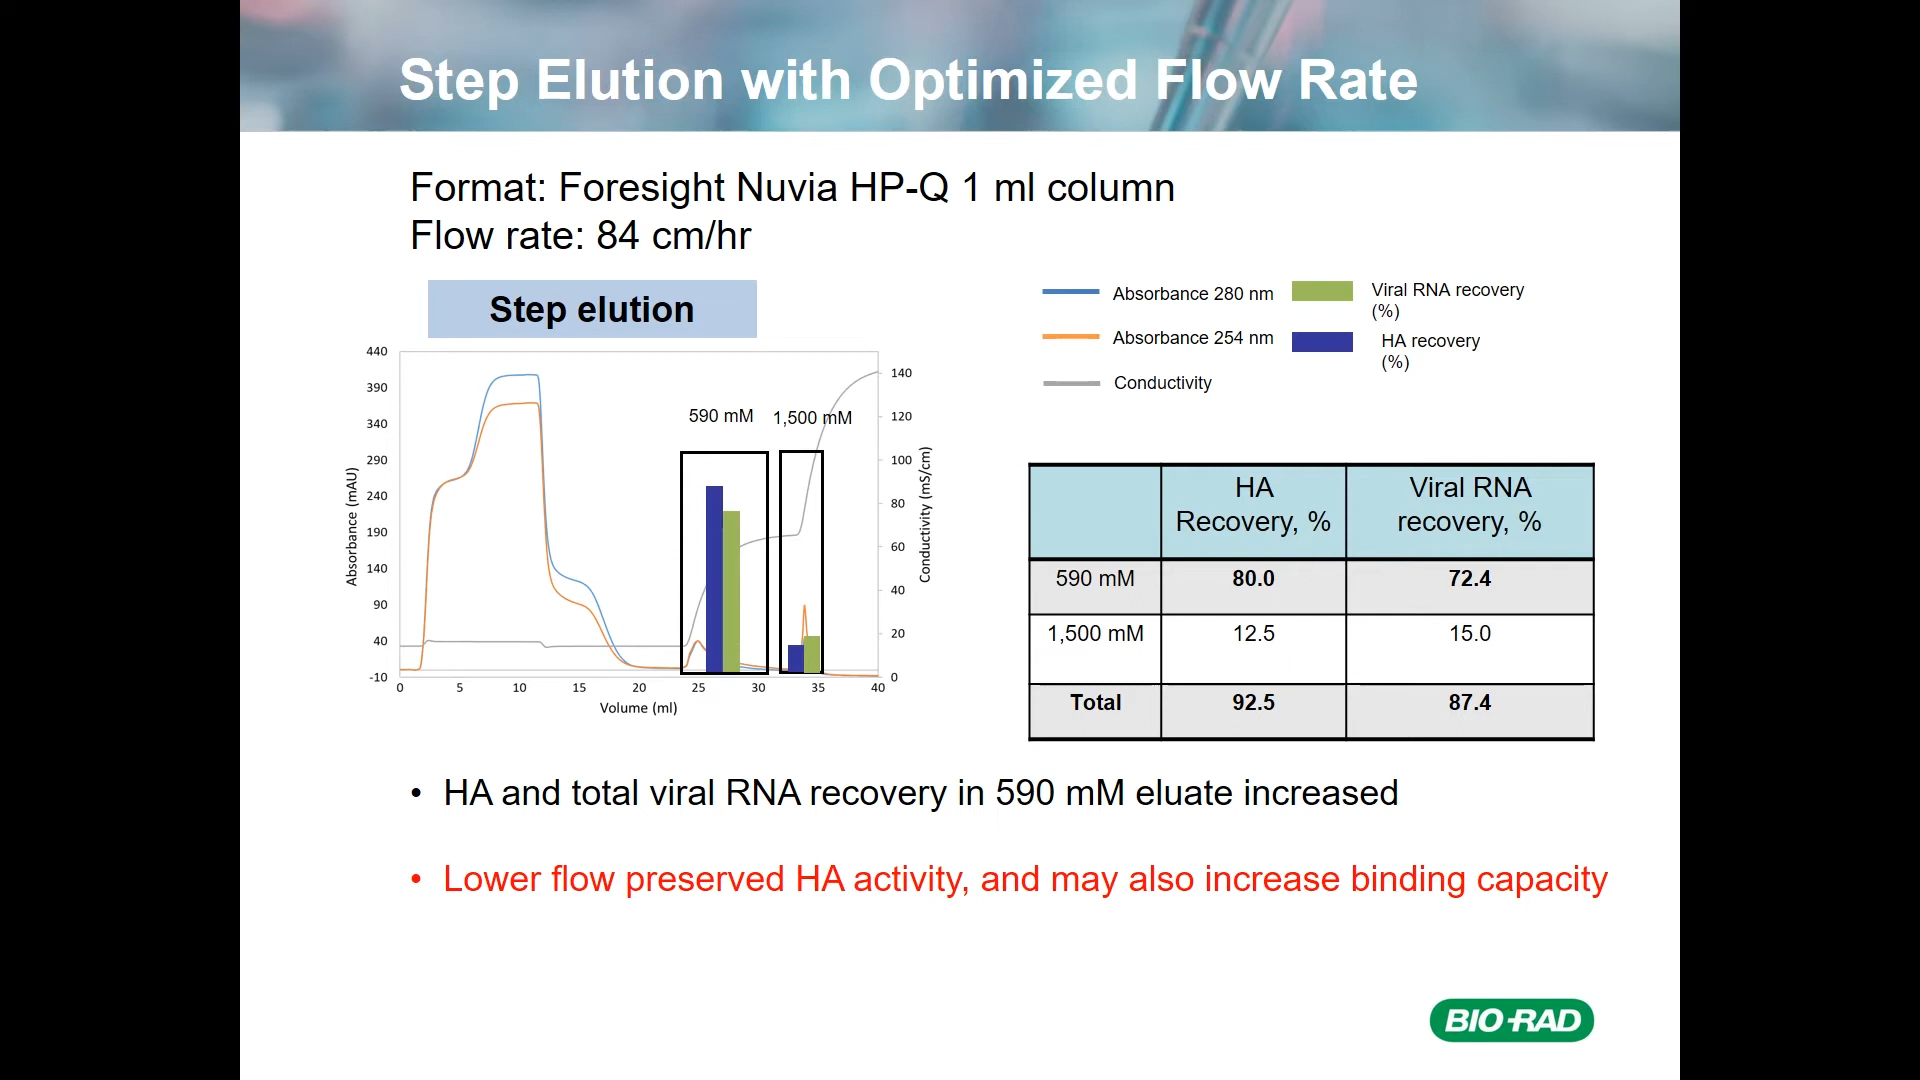 Step Elution with Optimized Flow Rate
Format: Foresight Nuvia HP-Q 1 ml column
Flow rate: 84 cm/hr
Step elution
Absorbance 280 nm
Absorbance 254 nm
Conductivity
Viral RNA recovery
(%)
HA recovery
(%)
440
390
340
290
240
190
140
90
40
-10
Absorbance (mAU)
590 mM
1,500 mM
140
120
100
80
60
40
20
0
Conductivity (mS/cm)
0 5 10 15 20 25 30 35 40
Volume (ml)
HA Viral RNA
Recovery, % recovery, %
590 mM 80.0 72.4
1,500 mM 12.5 15.0
Total 92.5 87.4
• HA and total viral RNA recovery in 590 mM eluate increased
• Lower flow preserved HA activity, and may also increase binding capacity
BIO-RAD